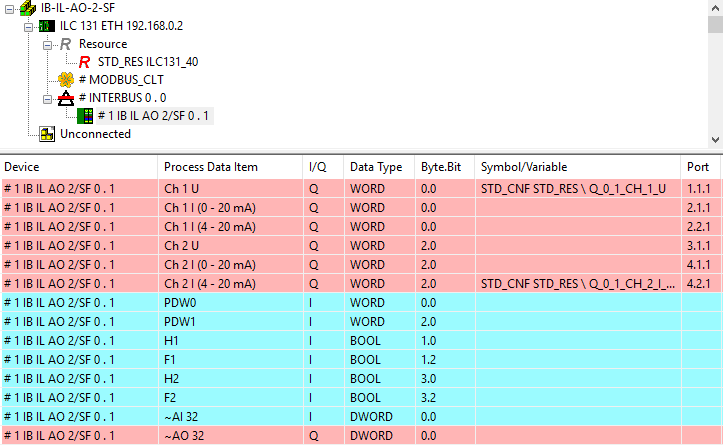 IB-IL-AO-2-SF
ILC 131 ETH 192.168.0.2
R Resource
R STD_RES ILC131_40
# MODBUS_CLT
# INTERBUS 0 . 0
# 1 IB IL AO 2/SF 0 . 1
Unconnected
Device Process Data Item I/Q Data Type Byte.Bit Symbol/Variable Port
# 1 IB IL AO 2/SF 0 . 1 Ch 1 U Q WORD 0.0 STD_CNF STD_RES \ Q_0_1_CH_1_U 1.1.1
# 1 IB IL AO 2/SF 0 . 1 Ch 1 I (0 - 20 mA) Q WORD 0.0 2.1.1
# 1 IB IL AO 2/SF 0 . 1 Ch 1 I (4 - 20 mA) Q WORD 0.0 2.2.1
# 1 IB IL AO 2/SF 0 . 1 Ch 2 U Q WORD 2.0 3.1.1
# 1 IB IL AO 2/SF 0 . 1 Ch 2 I (0 - 20 mA) Q WORD 2.0 4.1.1
# 1 IB IL AO 2/SF 0 . 1 Ch 2 I (4 - 20 mA) Q WORD 2.0 STD_CNF STD_RES \ Q_0_1_CH_2_I_... 4.2.1
# 1 IB IL AO 2/SF 0 . 1 PDW0 I WORD 0.0
# 1 IB IL AO 2/SF 0 . 1 PDW1 I WORD 2.0
# 1 IB IL AO 2/SF 0 . 1 H1 I BOOL 1.0
# 1 IB IL AO 2/SF 0 . 1 F1 I BOOL 1.2
# 1 IB IL AO 2/SF 0 . 1 H2 I BOOL 3.0
# 1 IB IL AO 2/SF 0 . 1 F2 I BOOL 3.2
# 1 IB IL AO 2/SF 0 . 1 ~AI 32 I DWORD 0.0
# 1 IB IL AO 2/SF 0 . 1 ~AO 32 Q DWORD 0.0